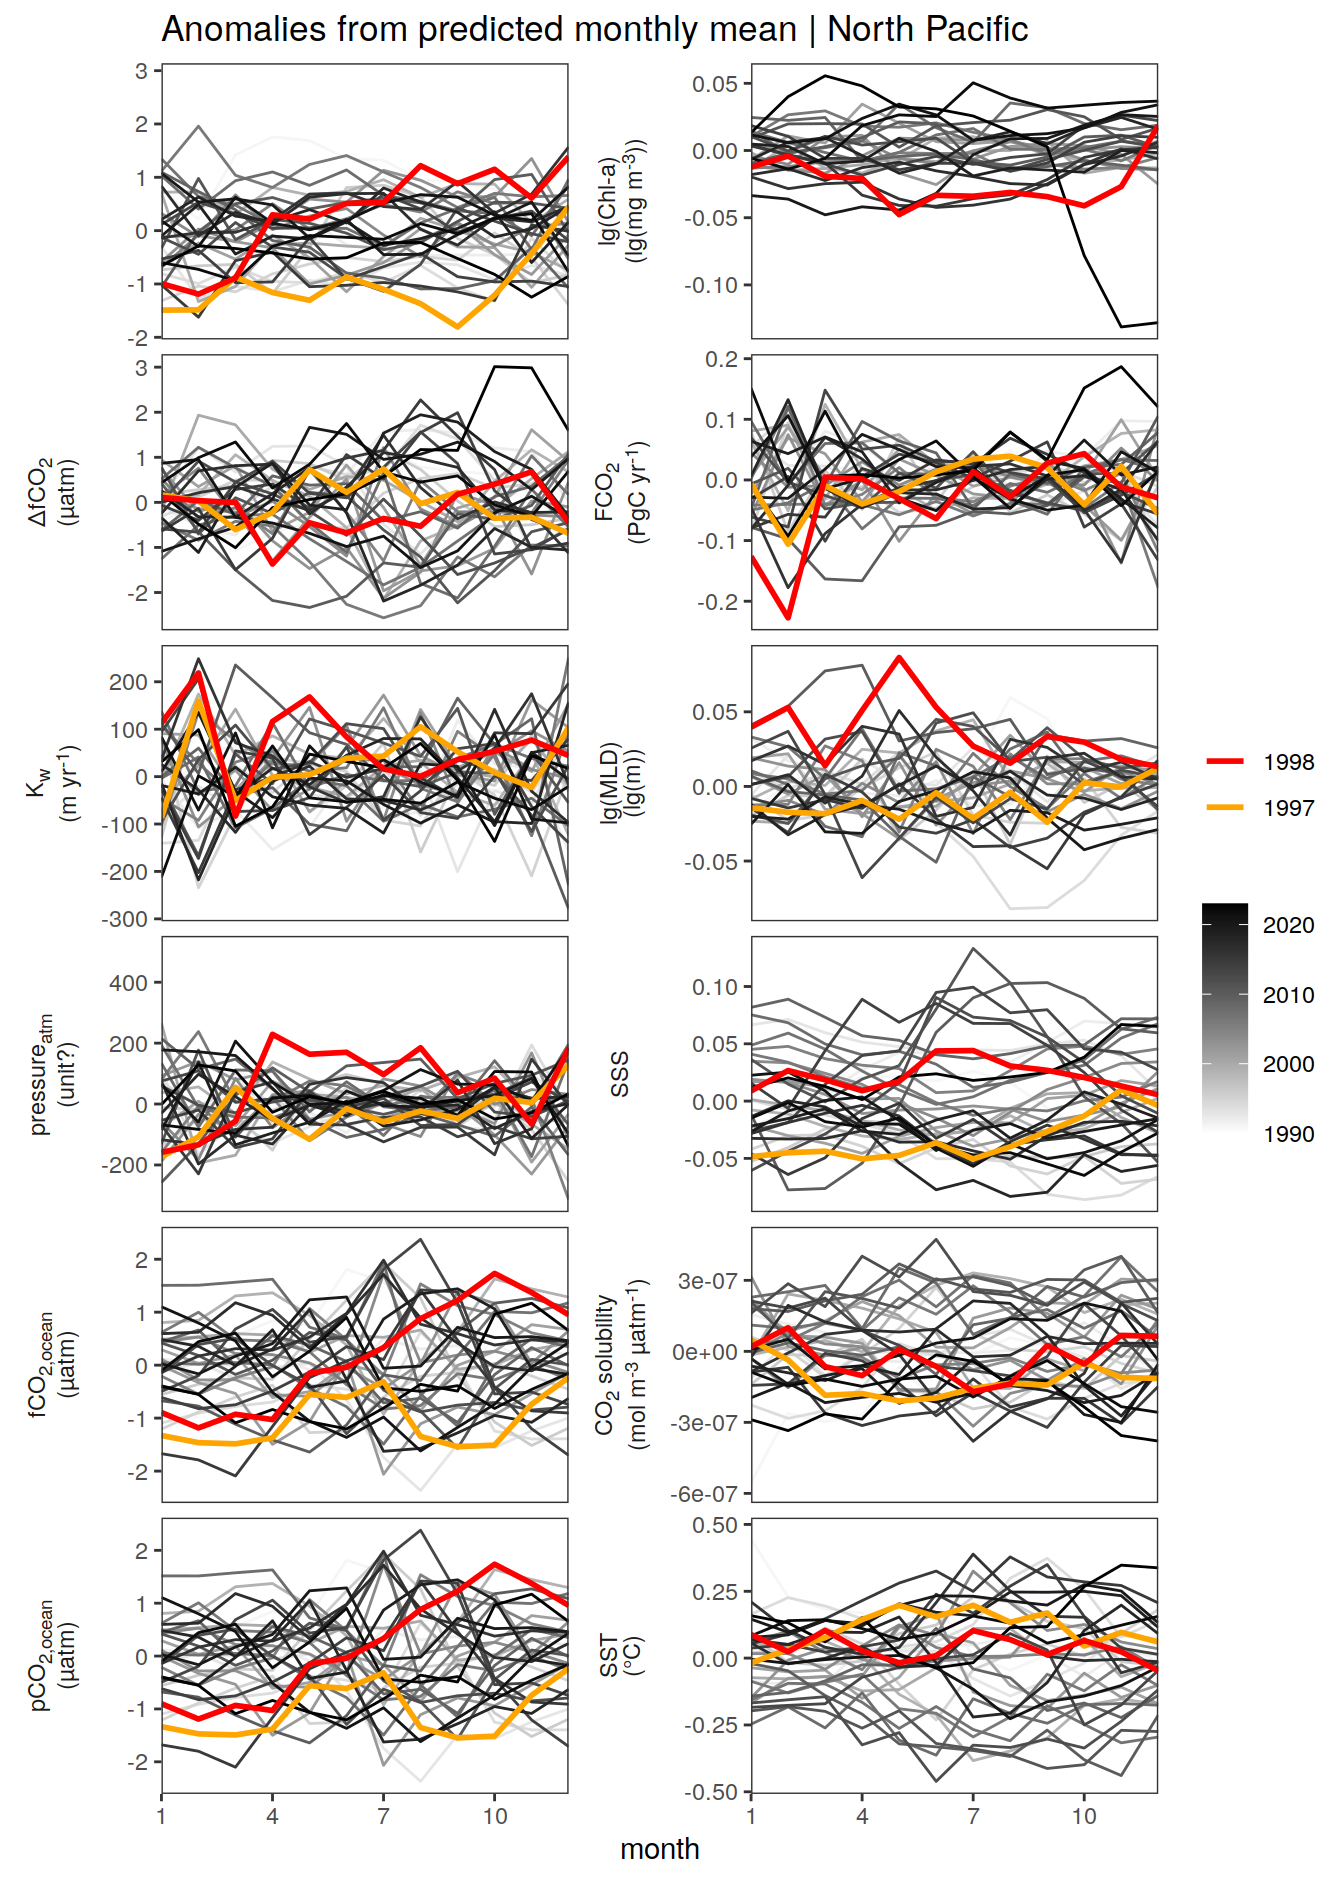 Anomalies from predicted monthly mean | North Pacific
3
2
1
0
-1
-2
lg(Chl-a)
(lg(mg m⁻³))
0.05
0.00
-0.05
-0.10
ΔfCO₂
(µatm)
3
2
1
0
-1
-2
FCO₂
(PgC yr⁻¹)
0.2
0.1
0.0
-0.1
-0.2
K_w
(m yr⁻¹)
200
100
0
-100
-200
-300
lg(MLD)
(lg(m))
0.05
0.00
-0.05
pressure_atm
(unit?)
400
200
0
-200
SSS
0.10
0.05
0.00
-0.05
fCO₂,ocean
(µatm)
2
1
0
-1
-2
CO₂ solubility
(mol m⁻³ µatm⁻¹)
3e-07
0e+00
-3e-07
-6e-07
pCO₂,ocean
(µatm)
2
1
0
-1
-2
SST
(°C)
0.50
0.25
0.00
-0.25
-0.50
1 4 7 10
1 4 7 10
month
1998
1997
2020
2010
2000
1990